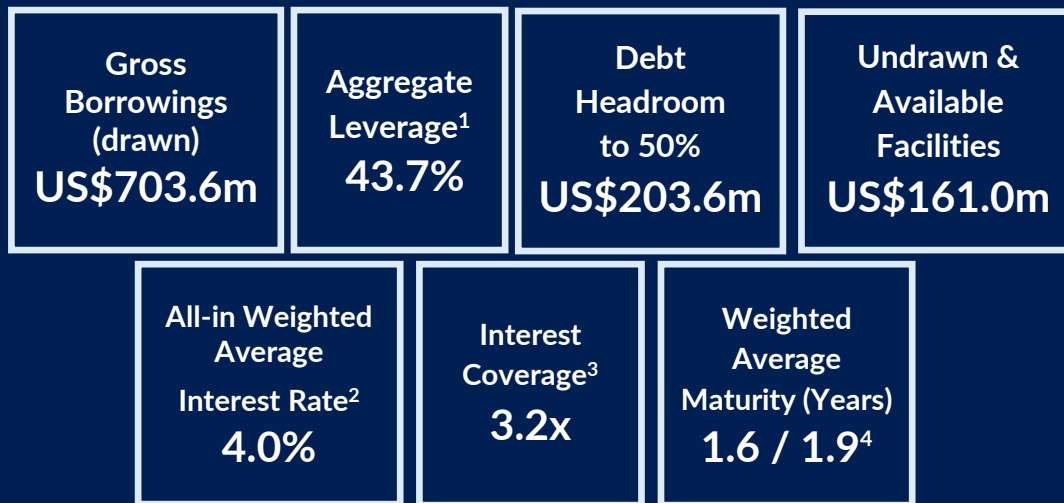 Gross
Borrowings
(drawn)
US$703.6m
Aggregate
Leverage¹
43.7%
Debt
Headroom
to 50%
US$203.6m
Undrawn &
Available
Facilities
US$161.0m
All-in Weighted
Average
Interest Rate²
4.0%
Interest
Coverage³
3.2x
Weighted
Average
Maturity (Years)
1.6 / 1.9⁴